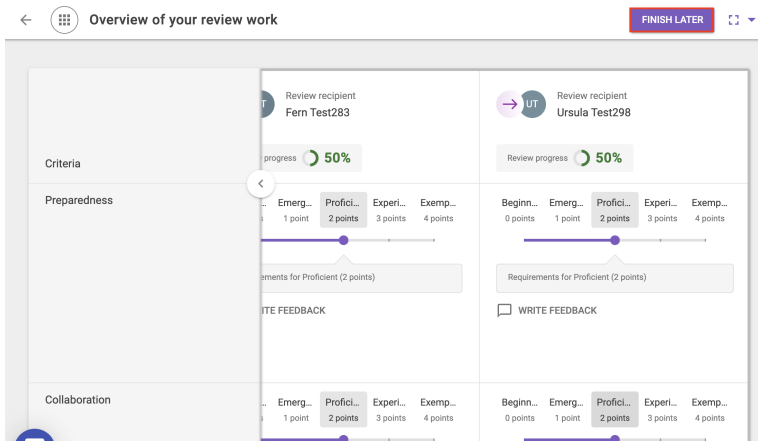 Overview of your review work
FINISH LATER
Criteria
T
Review recipient
Fern Test283
progress 50%
UT
Review recipient
Ursula Test298
Review progress 50%
Preparedness
Emerg... Profici... Experi... Exemp...
1 point 2 points 3 points 4 points
ements for Proficient (2 points)
ITE FEEDBACK
Beginn... Emerg... Profici... Experi... Exemp...
0 points 1 point 2 points 3 points 4 points
Requirements for Proficient (2 points)
WRITE FEEDBACK
Collaboration
Emerg... Profici... Experi... Exemp...
1 point 2 points 3 points 4 points
Beginn... Emerg... Profici... Experi... Exemp...
0 points 1 point 2 points 3 points 4 points